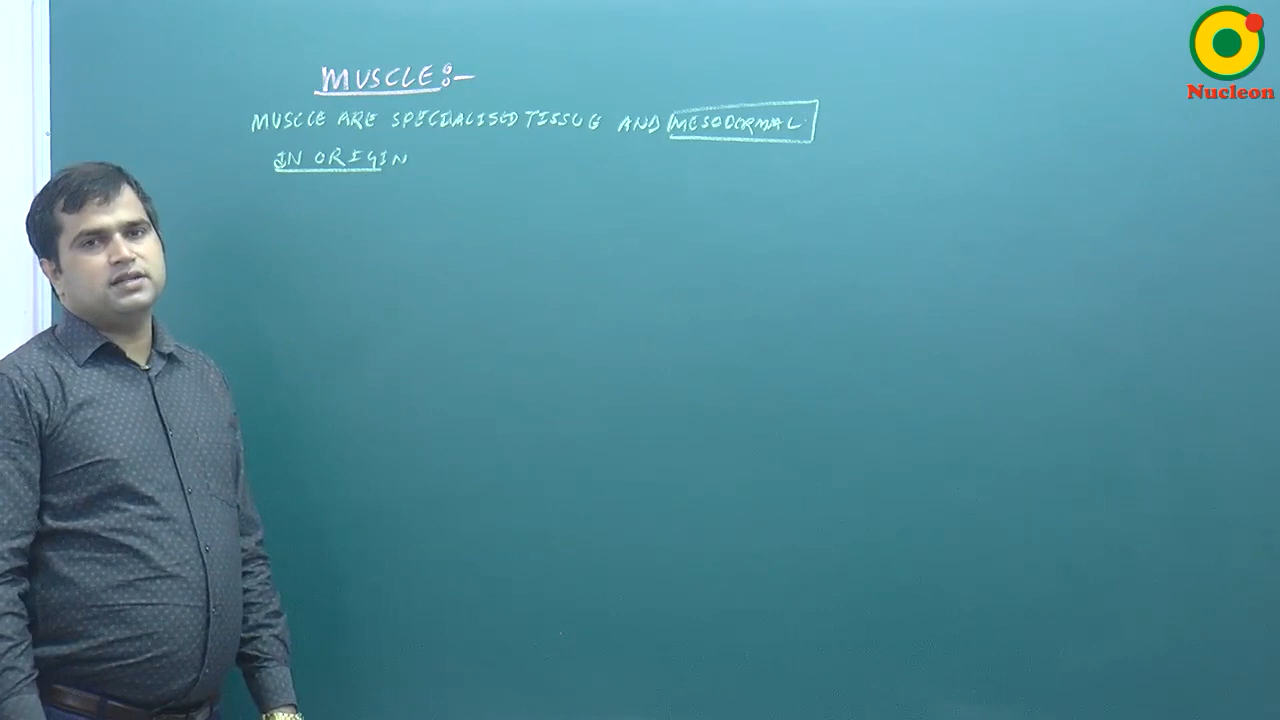 MUSCLE:-
MUSCLE ARE SPECIALISED TISSUE AND MESODERMAL
IN ORIGIN
Nucleon